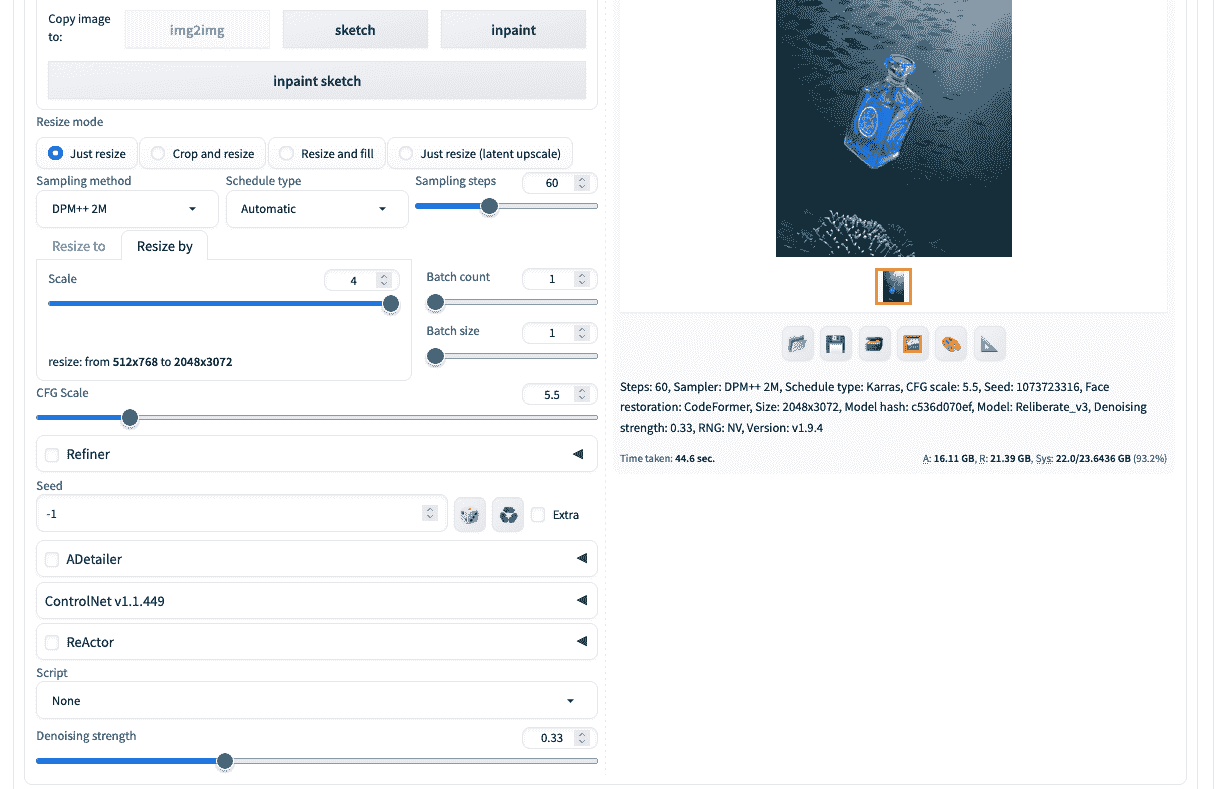 Copy image
to:
img2img
sketch
inpaint
inpaint sketch
Resize mode
Just resize
Crop and resize
Resize and fill
Just resize (latent upscale)
Sampling method
Schedule type
Sampling steps
60
DPM++ 2M
Automatic
Resize to
Resize by
Scale
4
Batch count
1
Batch size
1
resize: from 512x768 to 2048x3072
CFG Scale
5.5
Refiner
Seed
-1
Extra
ADetailer
ControlNet v1.1.449
ReActor
Script
None
Denoising strength
0.33
Steps: 60, Sampler: DPM++ 2M, Schedule type: Karras, CFG scale: 5.5, Seed: 1073723316, Face
restoration: CodeFormer, Size: 2048x3072, Model hash: c536d070ef, Model: Reliberate_v3, Denoising
strength: 0.33, RNG: NV, Version: v1.9.4
Time taken: 44.6 sec.
A: 16.11 GB, R: 21.39 GB, Sys: 22.0/23.6436 GB (93.2%)